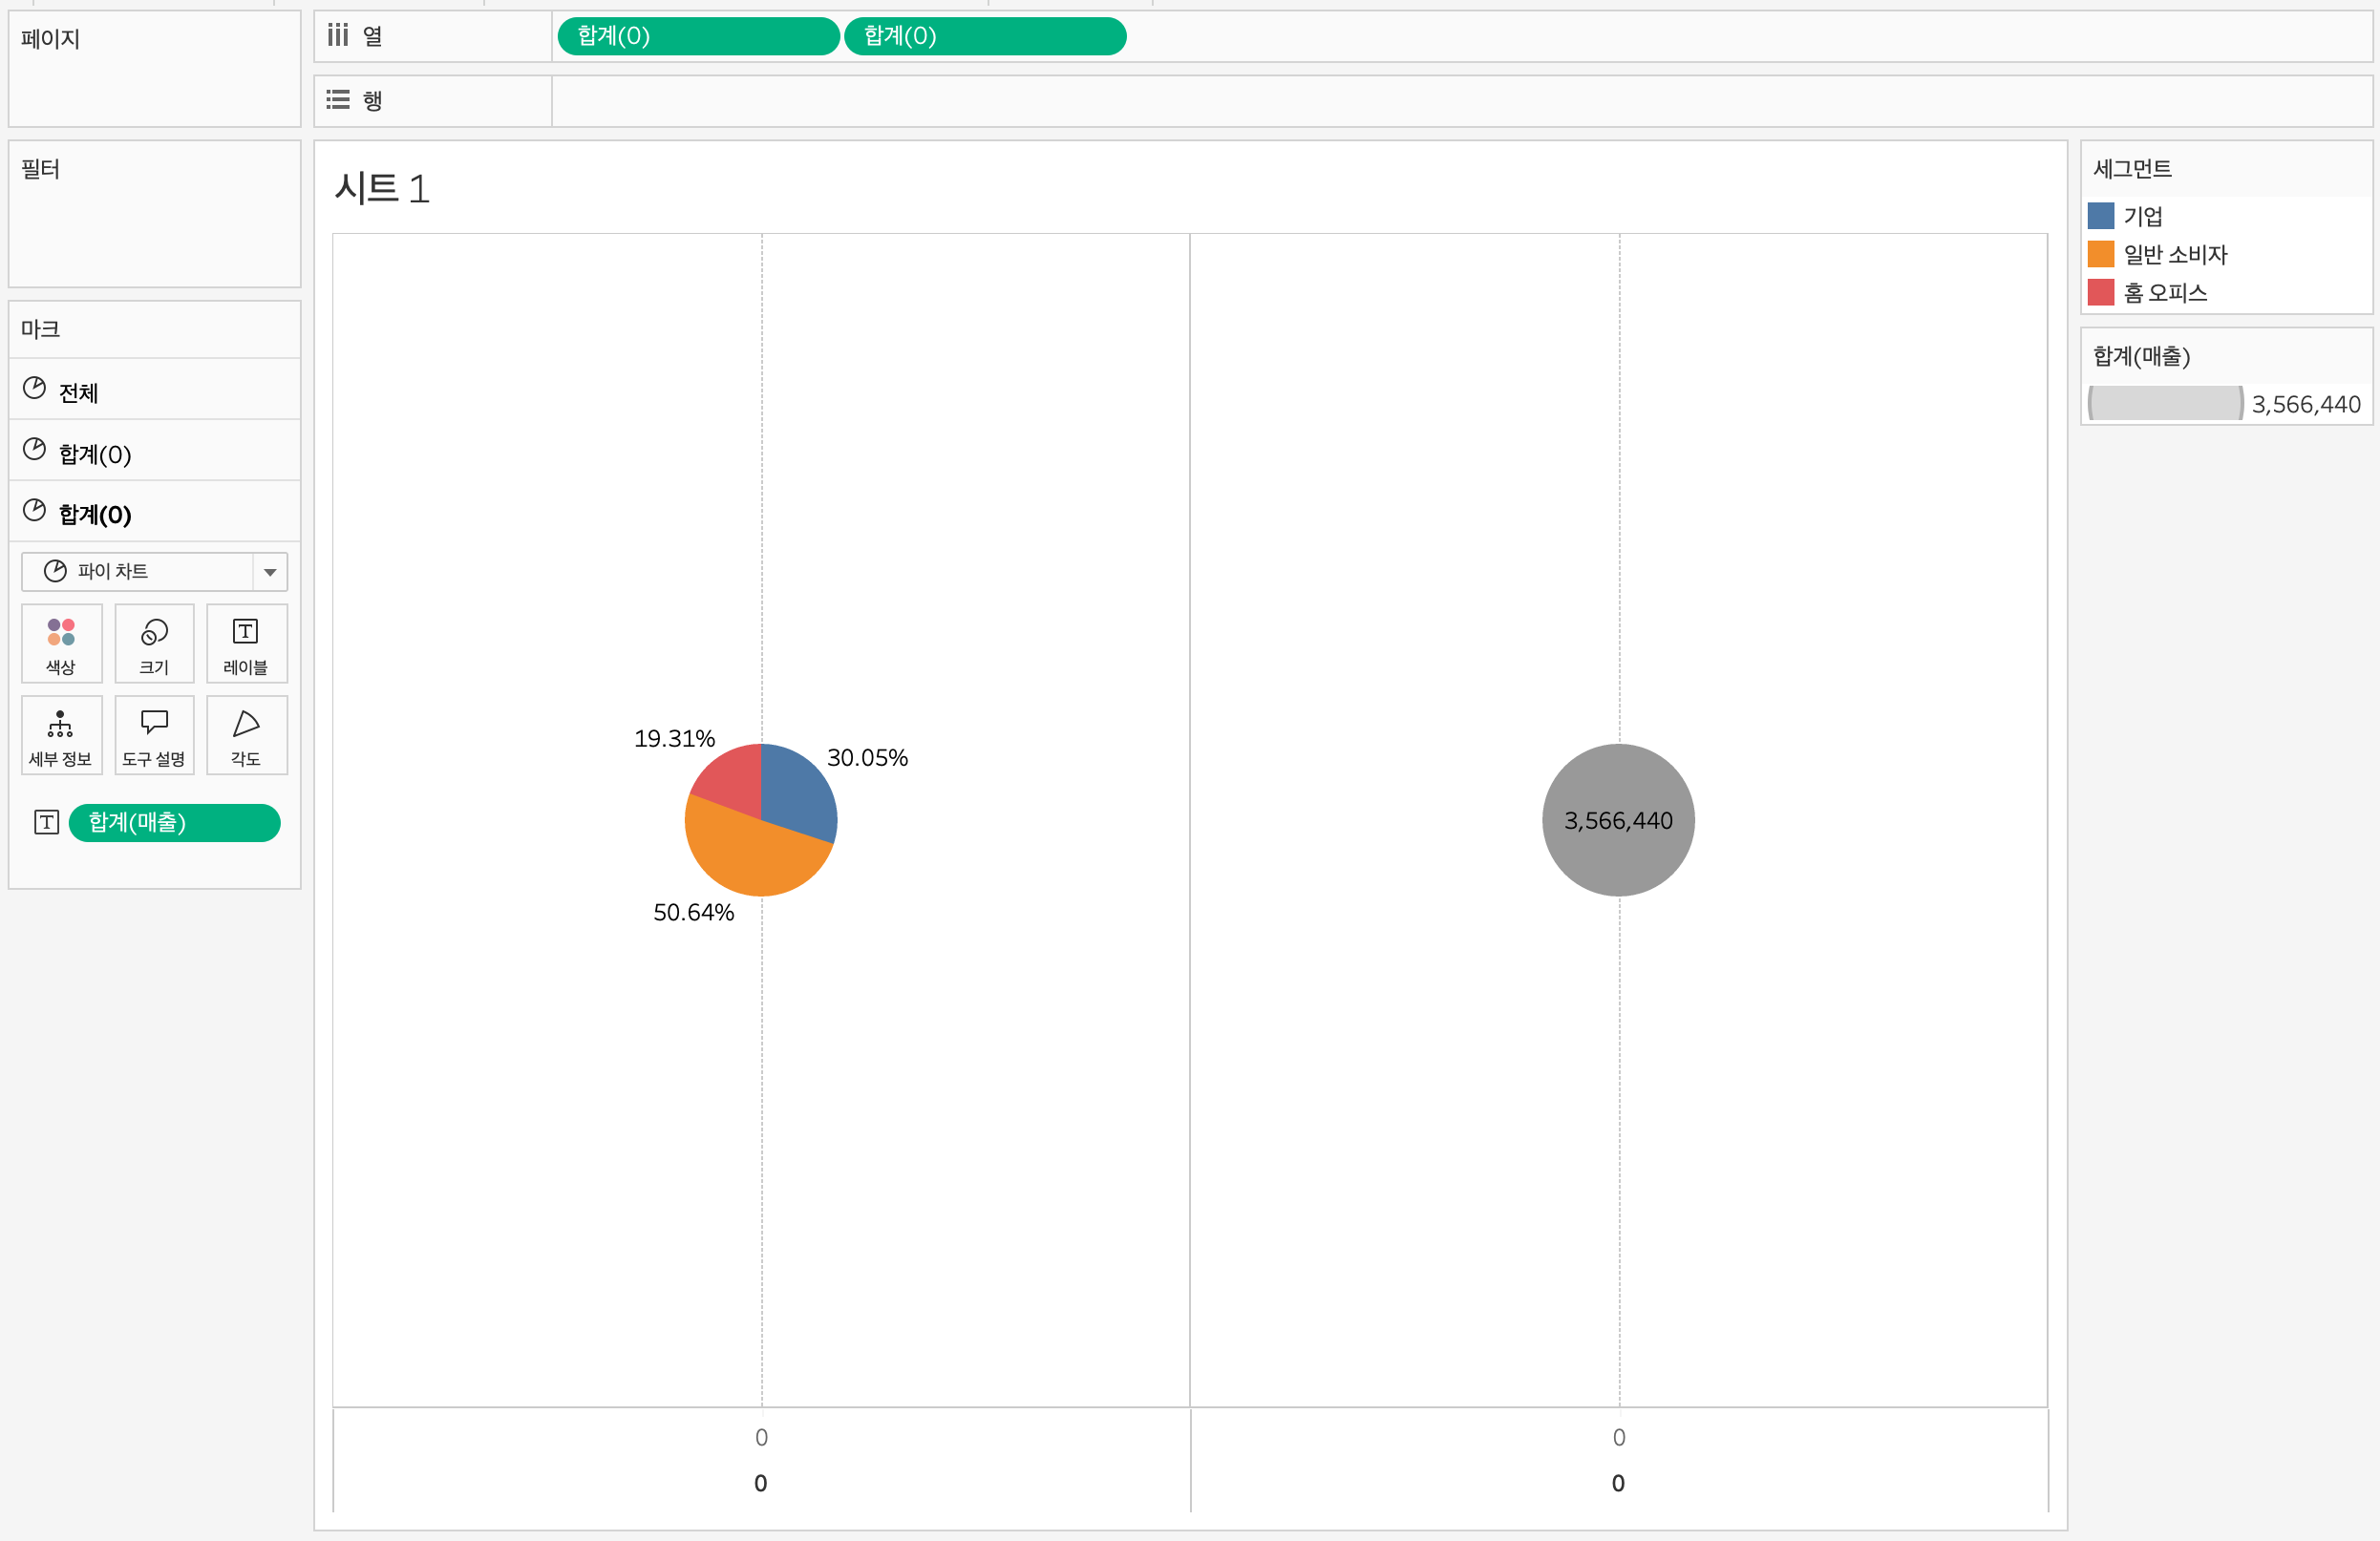 페이지
열
합계(0)
합계(0)
행
필터
마크
전체
합계(0)
합계(0)
파이 차트
색상
크기
레이블
세부 정보
도구 설명
각도
합계(매출)
시트 1
19.31%
30.05%
50.64%
3,566,440
0
0
0
0
세그먼트
기업
일반 소비자
홈 오피스
합계(매출)
3,566,440